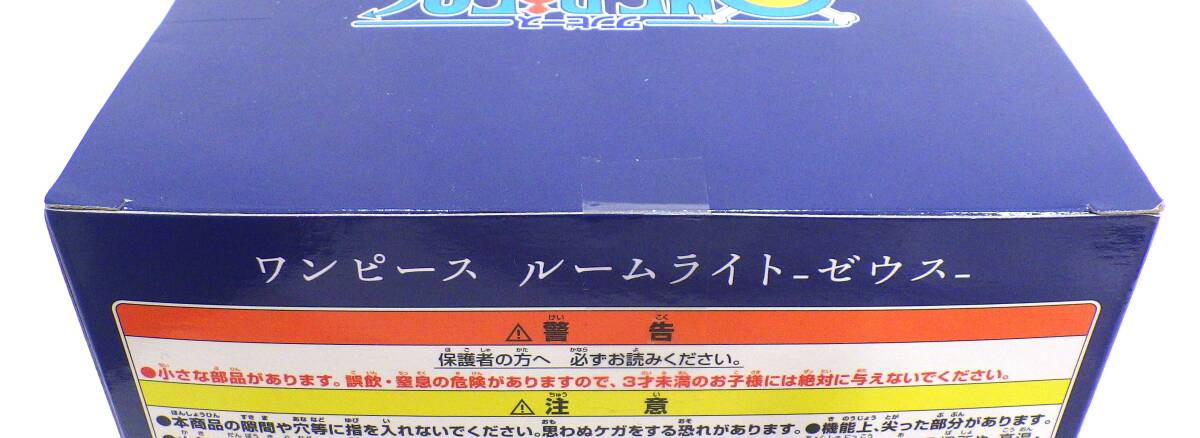 ワンピース
ワンピース ルームライト-ゼウス-
⚠警告
保護者の方へ 必ずお読みください。
●小さな部品があります。誤飲・窒息の危険がありますので、3才未満のお子様には絶対に与えないでください。
⚠注意
●本商品の隙間や穴等に指を入れないでください。思わぬケガをする恐れがあります。●機能上、尖った部分があります。